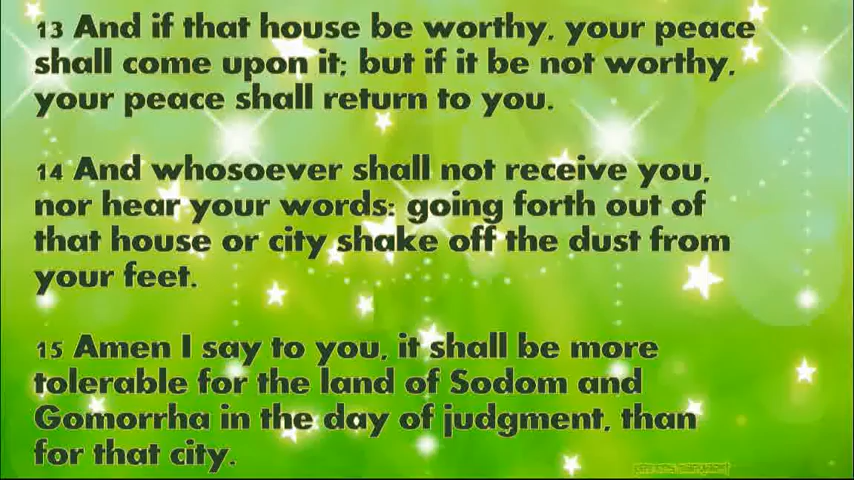 13 And if that house be worthy, your peace
shall come upon it; but if it be not worthy,
your peace shall return to you.
14 And whosoever shall not receive you,
nor hear your words: going forth out of
that house or city shake off the dust from
your feet.
15 Amen I say to you, it shall be more
tolerable for the land of Sodom and
Gomorrha in the day of judgment, than
for that city.